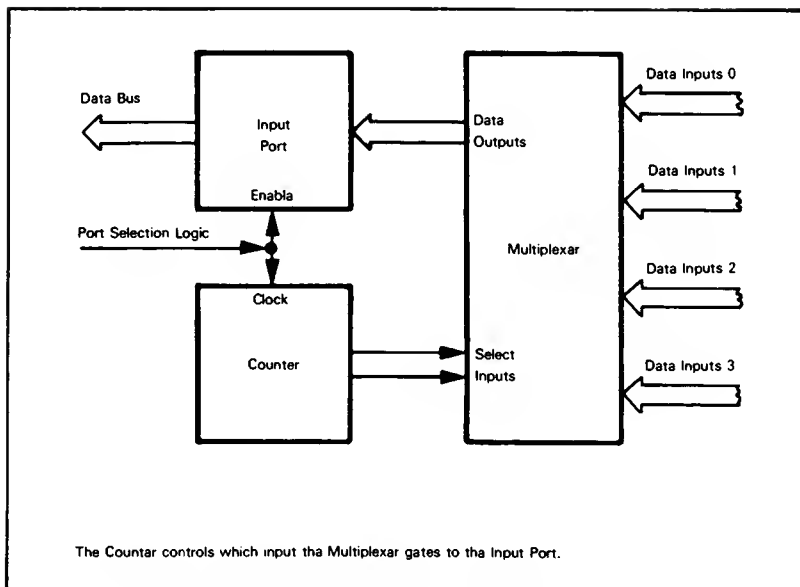 Data Bus
Input
Port
Enabla
Port Selection Logic
Clock
Counter
Data
Outputs
Multiplexar
Select
Inputs
Data Inputs 0
Data Inputs 1
Data Inputs 2
Data Inputs 3
The Countar controls which input tha Multiplexar gates to tha Input Port.